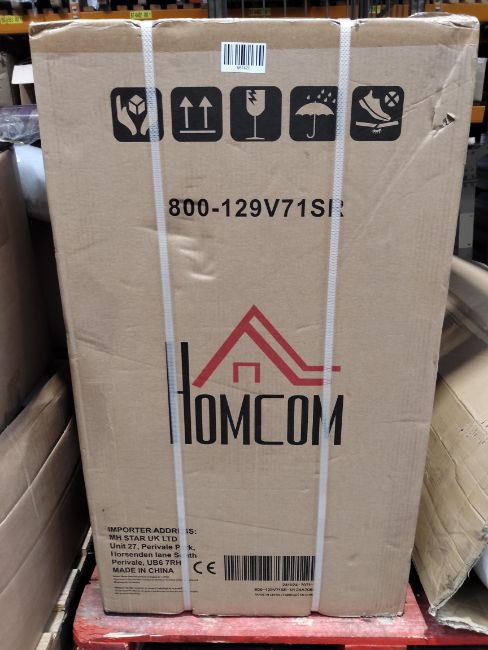 800-129V71SR
HOMCOM
IMPORTER ADDRESS:
MH STAR UK LTD
Unit 27, Perivale Park,
Horsenden lane South
Perivale, UB6 7RH
MADE IN CHINA